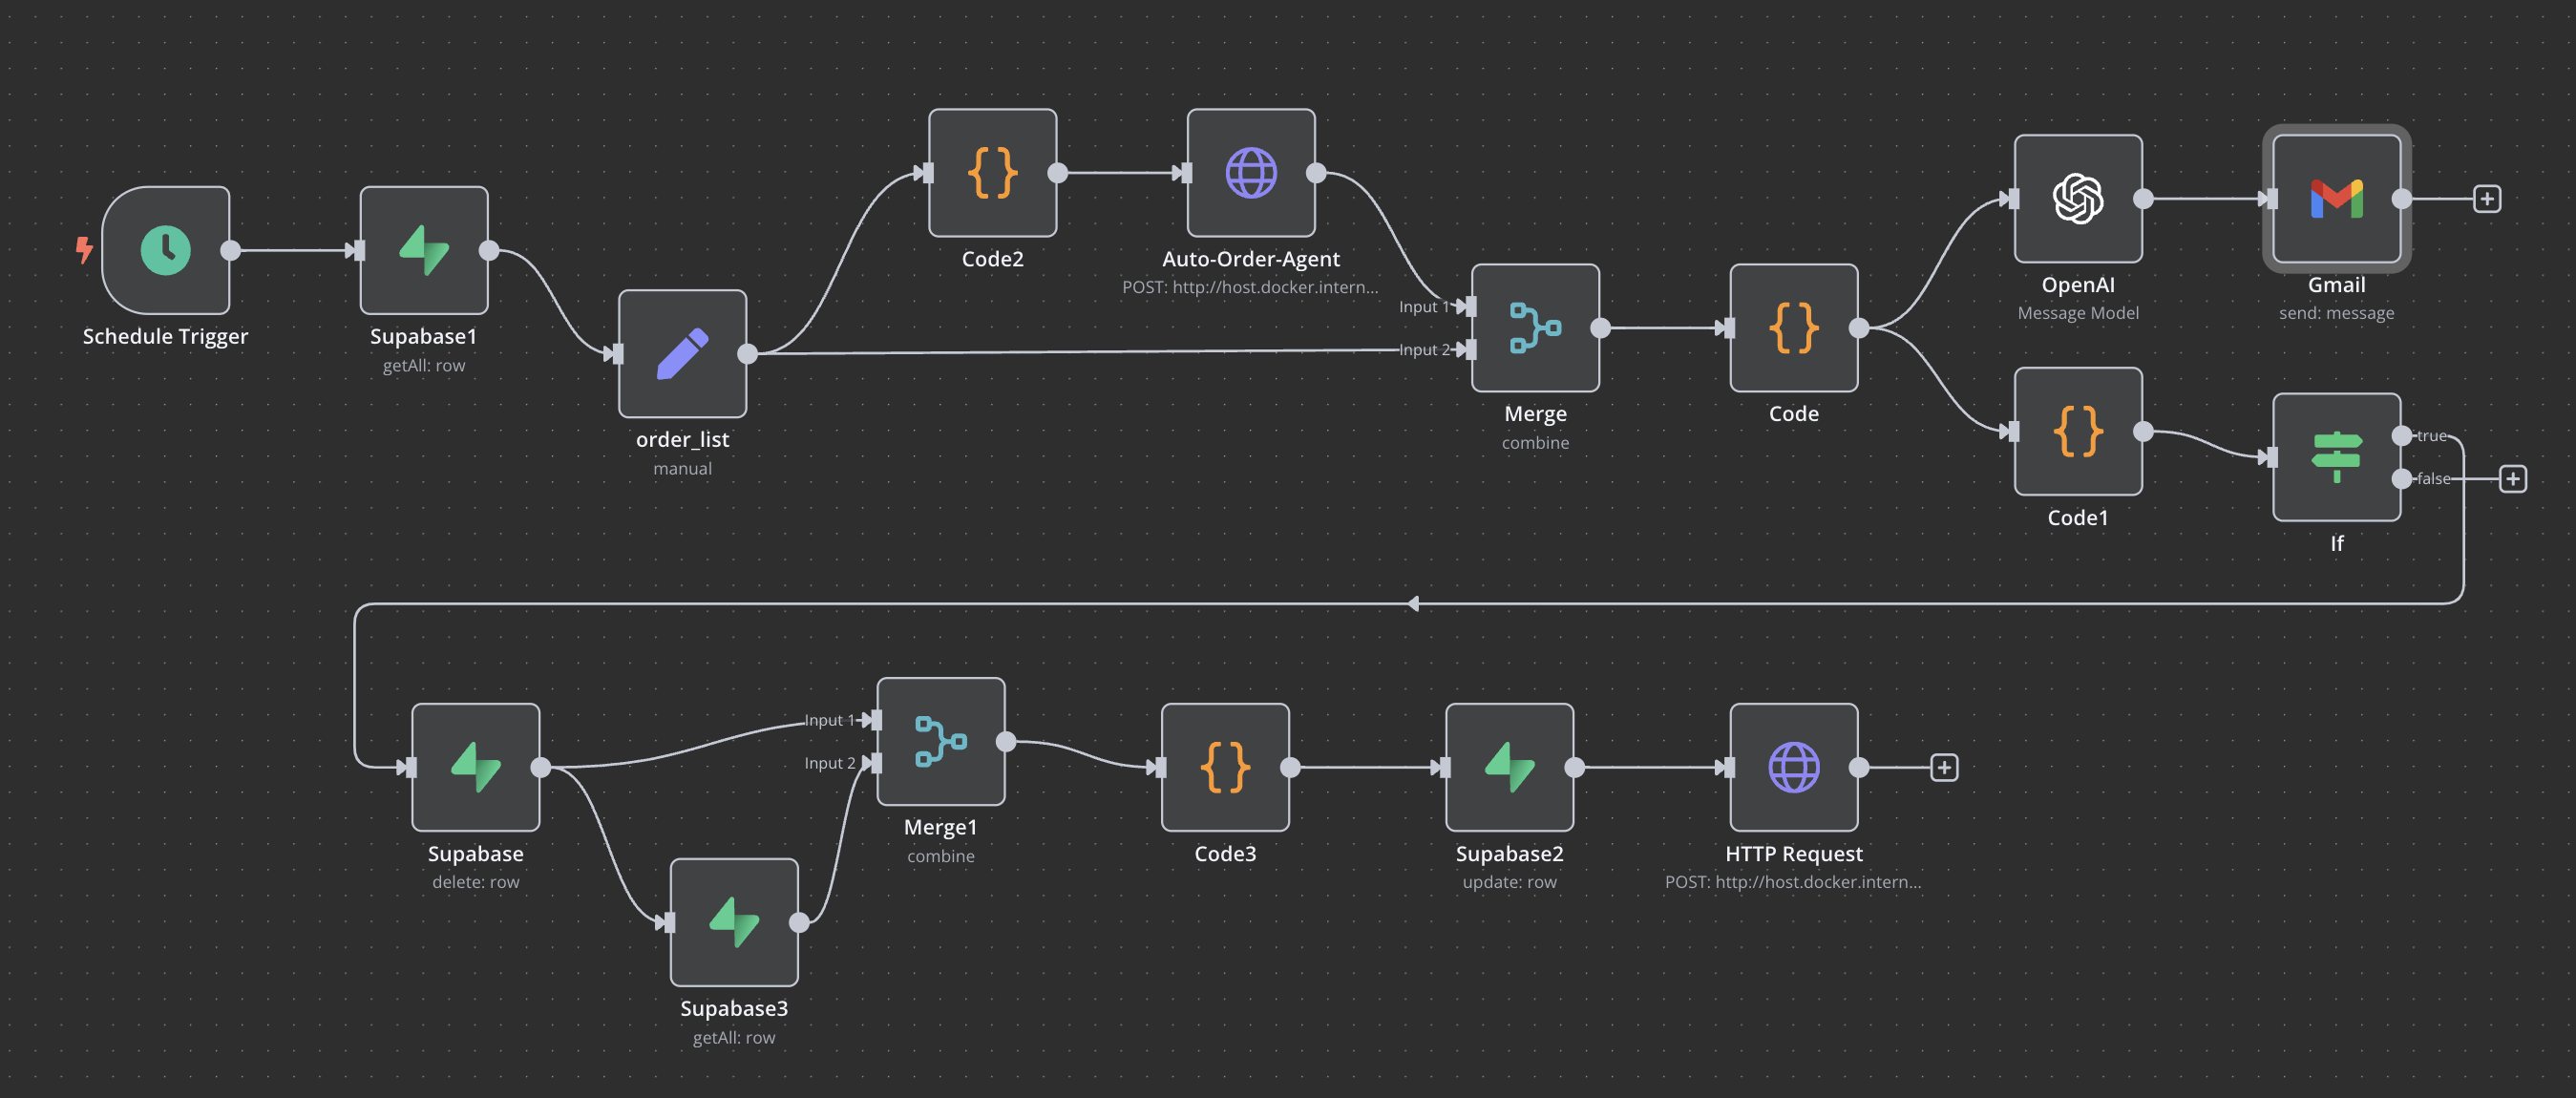 Schedule Trigger
Supabase1
getAll: row
order_list
manual
Code2
Auto-Order-Agent
POST: http://host.docker.intern...
Input 1
Input 2
Merge
combine
Code
OpenAI
Message Model
Gmail
send: message
Code1
true
false
If
Supabase
delete: row
Supabase3
getAll: row
Input 1
Input 2
Merge1
combine
Code3
Supabase2
update: row
HTTP Request
POST: http://host.docker.intern...